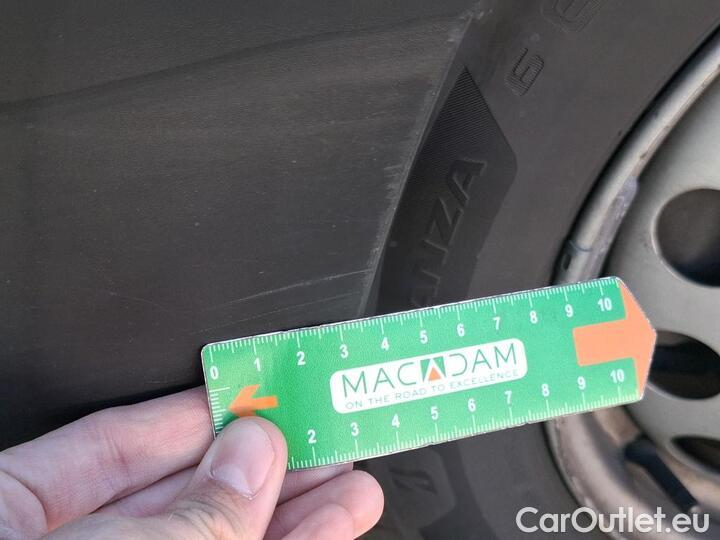 ANZA
0 1 2 3 4 5 6 7 8 9 10
MACADAM
ON THE ROAD TO EXCELLENCE
2 3 4 5 6 7 8 9 10
CarOutlet.eu